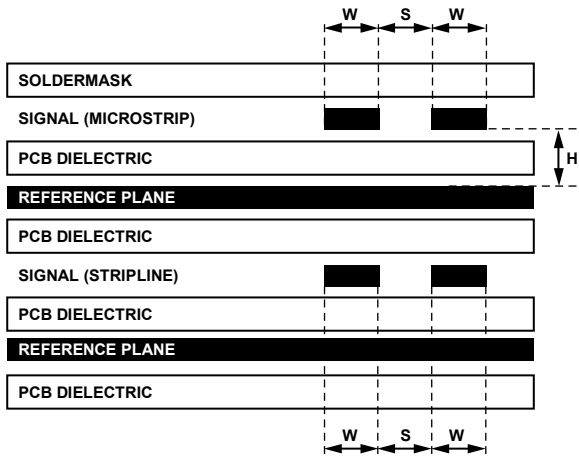 W S W
SOLDERMASK
SIGNAL (MICROSTRIP)
H
PCB DIELECTRIC
REFERENCE PLANE
PCB DIELECTRIC
SIGNAL (STRIPLINE)
PCB DIELECTRIC
REFERENCE PLANE
PCB DIELECTRIC
W S W